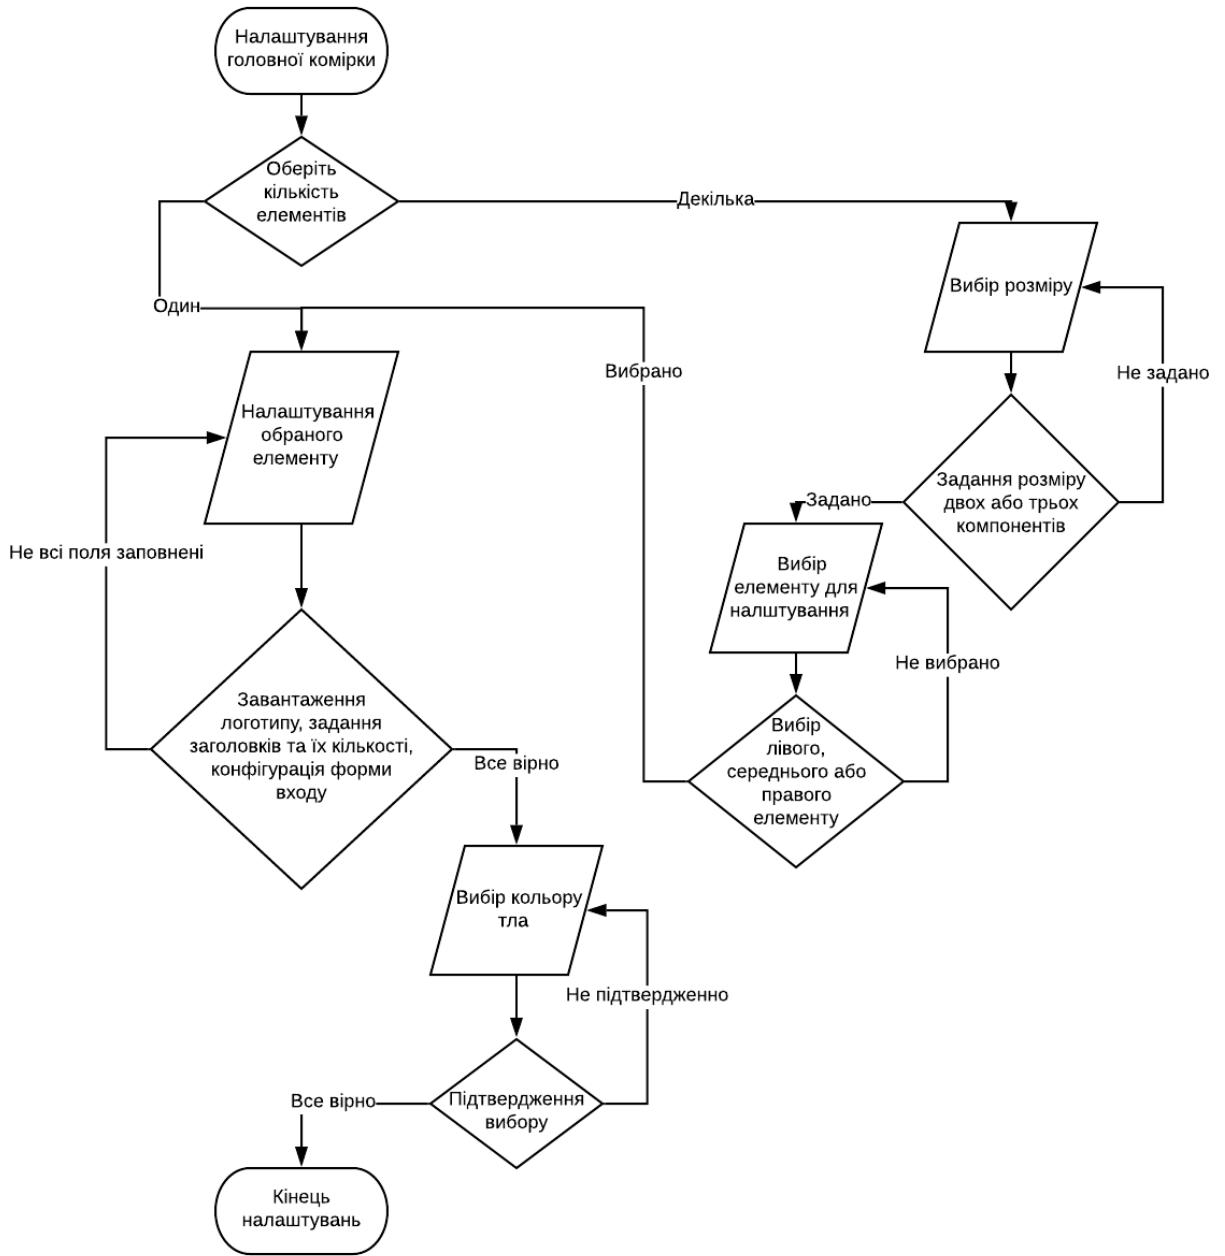 Налаштування
головної комірки
Оберіть
кількість
елементів
Декілька
Вибір розміру
Один
Вибрано
Не задано
Налаштування
обраного
елементу
Задання розміру
двох або трьох
компонентів
Задано
Не всі поля заповнені
Вибір
елементу для
налштування
Не вибрано
Завантаження
логотипу, задання
заголовків та їх кількості,
конфігурація форми
входу
Вибір
лівого,
середнього або
правого
елементу
Все вірно
Вибір кольору
тла
Не підтвердженно
Підтвердження
вибору
Все вірно
Кінець
налаштувань